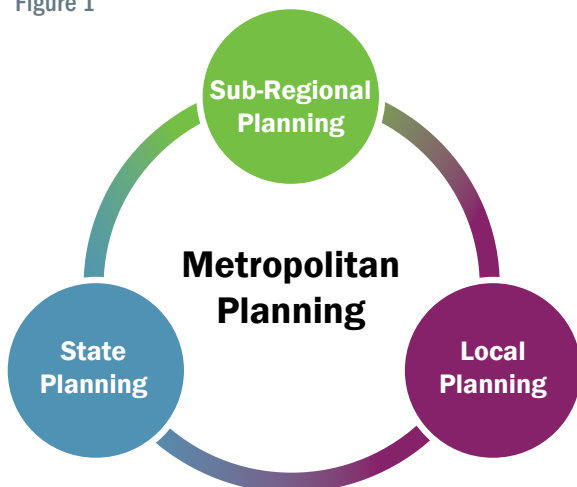 Figure 1
Sub-Regional
Planning
Metropolitan
Planning
State
Planning
Local
Planning